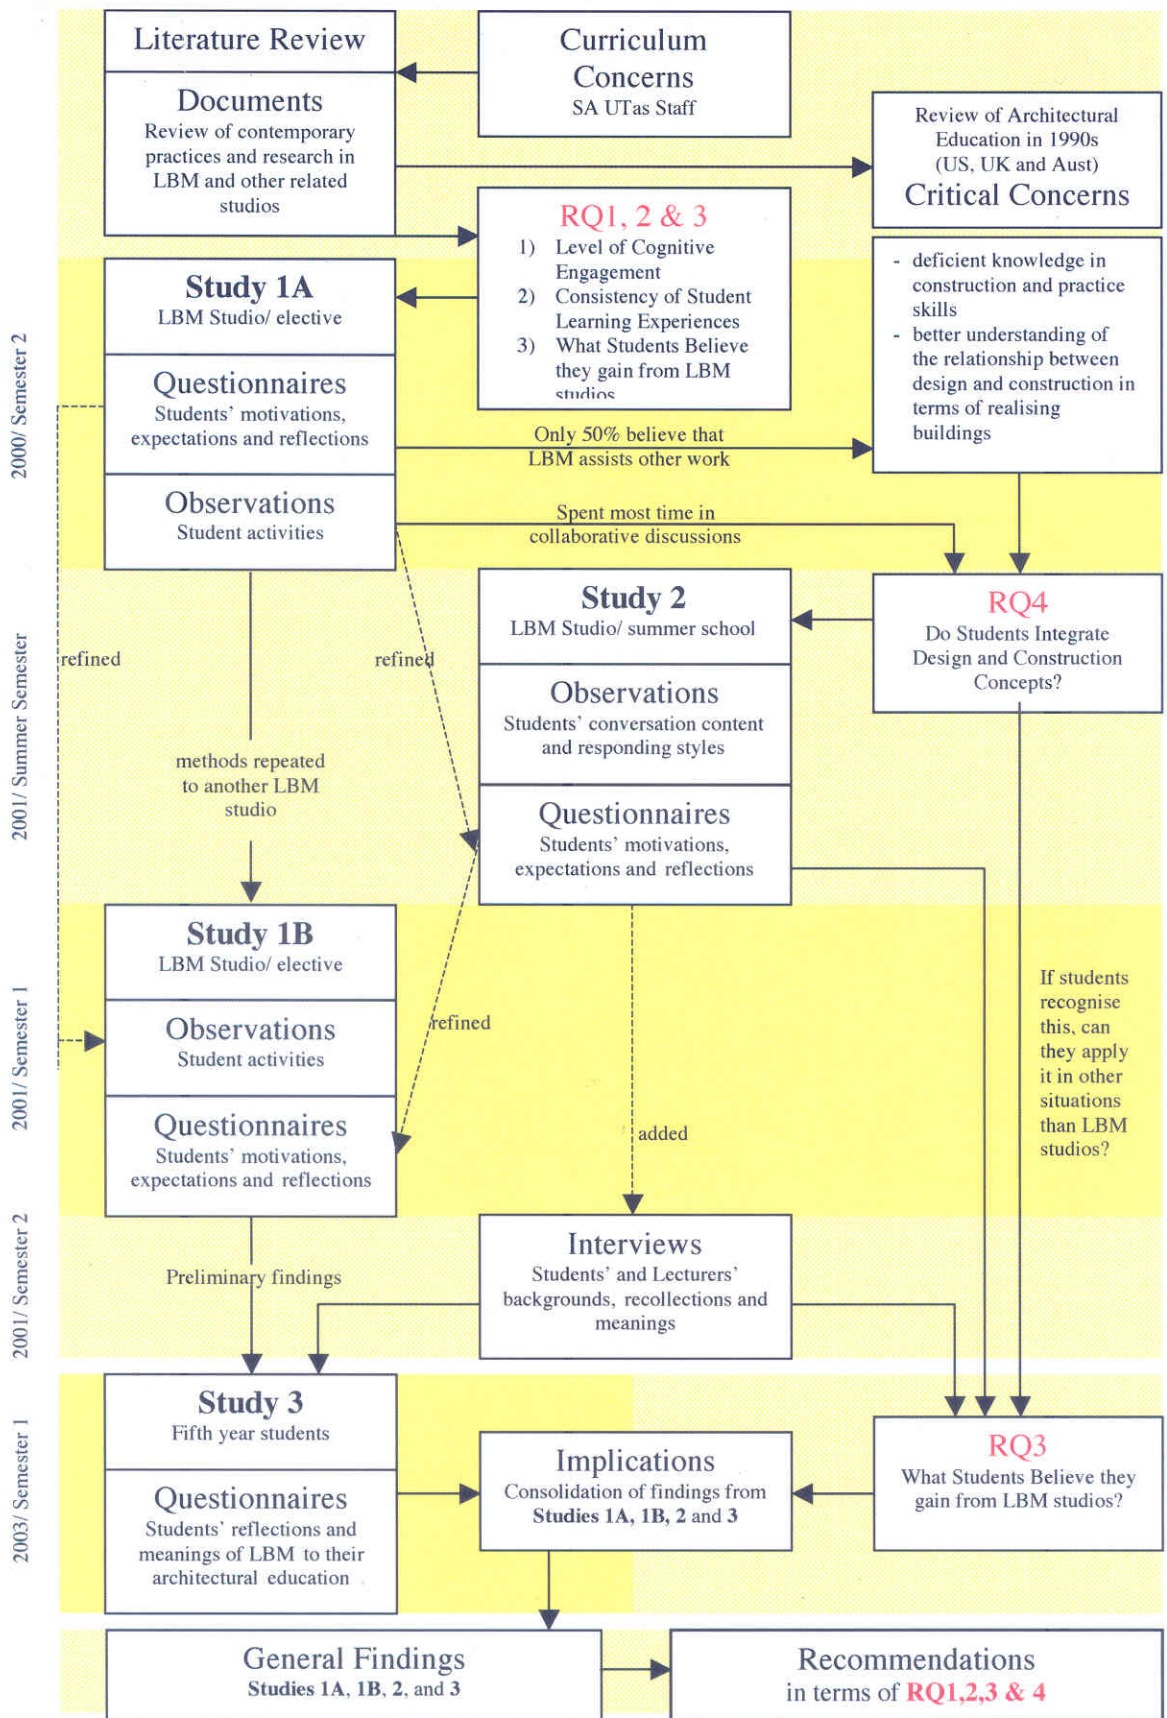 Literature Review
Documents
Review of contemporary
practices and research in
LBM and other related
studios
Curriculum
Concerns
SA UTas Staff
Review of Architectural
Education in 1990s
(US, UK and Aust)
Critical Concerns
RQ1, 2 & 3
1) Level of Cognitive
Engagement
2) Consistency of Student
Learning Experiences
3) What Students Believe
they gain from LBM
studios
- deficient knowledge in
construction and practice
skills
- better understanding of
the relationship between
design and construction in
terms of realising
buildings
2000/ Semester 2
Study 1A
LBM Studio/ elective
Questionnaires
Students' motivations,
expectations and reflections
Observations
Student activities
Only 50% believe that
LBM assists other work
Spent most time in
collaborative discussions
2001/ Summer Semester
refined
refined
methods repeated
to another LBM
studio
Study 2
LBM Studio/ summer school
Observations
Students' conversation content
and responding styles
Questionnaires
Students' motivations,
expectations and reflections
RQ4
Do Students Integrate
Design and Construction
Concepts?
2001/ Semester 1
Study 1B
LBM Studio/ elective
Observations
Student activities
Questionnaires
Students' motivations,
expectations and reflections
refined
added
If students
recognise
this, can
they apply
it in other
situations
than LBM
studios?
2001/ Semester 2
Preliminary findings
Interviews
Students' and Lecturers'
backgrounds, recollections and
meanings
2003/ Semester 1
Study 3
Fifth year students
Questionnaires
Students' reflections and
meanings of LBM to their
architectural education
Implications
Consolidation of findings from
Studies 1A, 1B, 2 and 3
RQ3
What Students Believe they
gain from LBM studios?
General Findings
Studies 1A, 1B, 2, and 3
Recommendations
in terms of RQ1,2,3 & 4